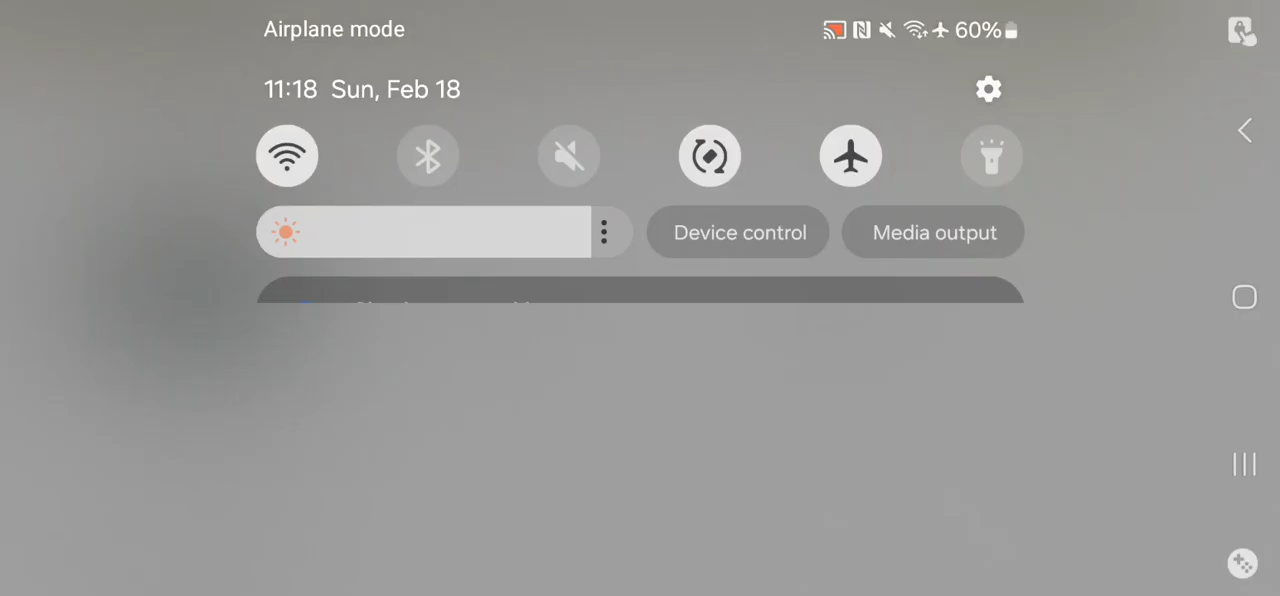 Airplane mode
60%
11:18 Sun, Feb 18
Device control
Media output